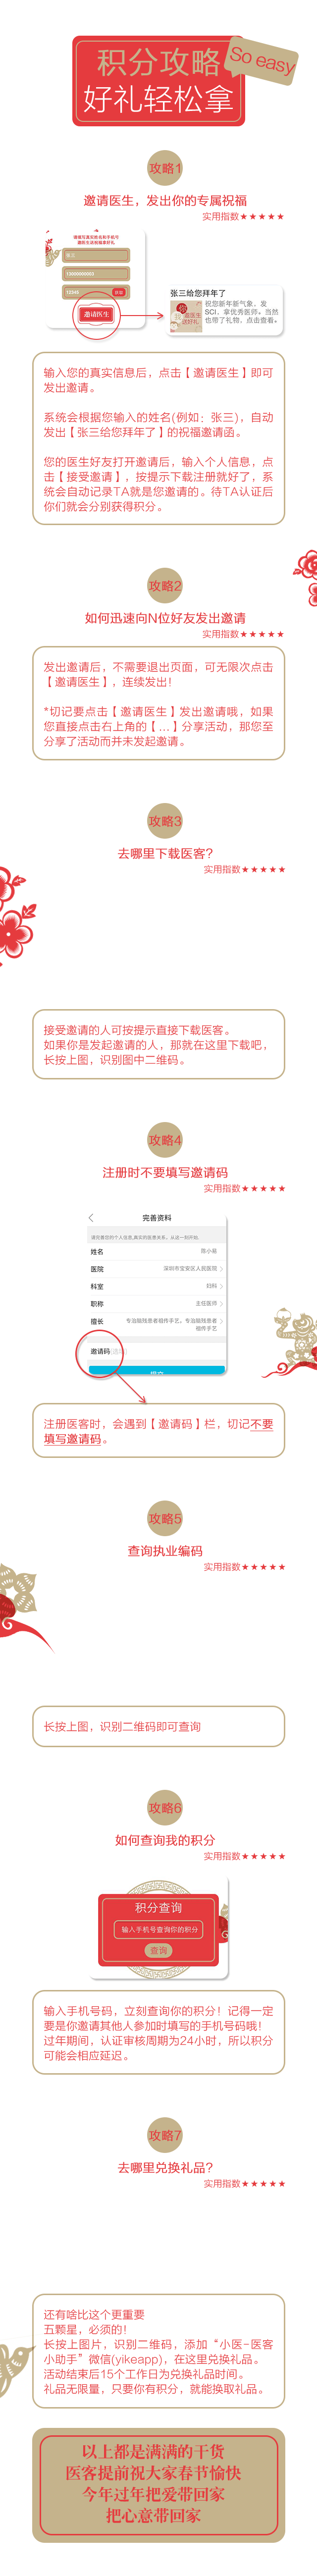 积分攻略
So easy
好礼轻松拿
攻略1
邀请医生，发出你的专属祝福
实用指数★★★★★
请填写真实姓名和手机号
邀医生送祝福拿好礼
张三
13000000003
12345
邀请医生
张三给您拜年了
祝您新年新气象，发
SCI，拿优秀医师。当然
也带了礼物，点击查看。
输入您的真实信息后，点击【邀请医生】即可
发出邀请。
系统会根据您输入的姓名(例如：张三)，自动
发出【张三给您拜年了】的祝福邀请函。
您的医生好友打开邀请后，输入个人信息，点
击【接受邀请】，按提示下载注册就好了，系
统会自动记录TA就是您邀请的。待TA认证后
你们就会分别获得积分。
攻略2
如何迅速向N位好友发出邀请
实用指数★★★★★
发出邀请后，不需要退出页面，可无限次点击
【邀请医生】，连续发出！
*切记要点击【邀请医生】发出邀请哦，如果
您直接点击右上角的【...】分享活动，那您至
分享了活动而并未发起邀请。
攻略3
去哪里下载医客？
实用指数★★★★★
接受邀请的人可按提示直接下载医客。
如果你是发起邀请的人，那就在这里下载吧，
长按上图，识别图中二维码。
攻略4
注册时不要填写邀请码
实用指数★★★★★
完善资料
请完善您的个人信息,真实的医患关系，从这一刻开始.
姓名 陈小易
医院 深圳市宝安区人民医院
科室 妇科
职称 主任医师
擅长 专治脑残患者祖传手艺，专治脑残患者
祖传手艺
邀请码(选填)
提交
注册医客时，会遇到【邀请码】栏，切记不要
填写邀请码。
攻略5
查询执业编码
实用指数★★★★★
长按上图，识别二维码即可查询
攻略6
如何查询我的积分
实用指数★★★★★
积分查询
输入手机号查询你的积分
查询
输入手机号码，立刻查询你的积分！记得一定
要是你邀请其他人参加时填写的手机号码哦！
过年期间，认证审核周期为24小时，所以积分
可能会相应延迟。
攻略7
去哪里兑换礼品？
实用指数★★★★★
还有啥比这个更重要
五颗星，必须的！
长按上图片，识别二维码，添加“小医-医客
小助手”微信(yikeapp)，在这里兑换礼品。
活动结束后15个工作日为兑换礼品时间。
礼品无限量，只要你有积分，就能换取礼品。
以上都是满满的干货
医客提前祝大家春节愉快
今年过年把爱带回家
把心意带回家